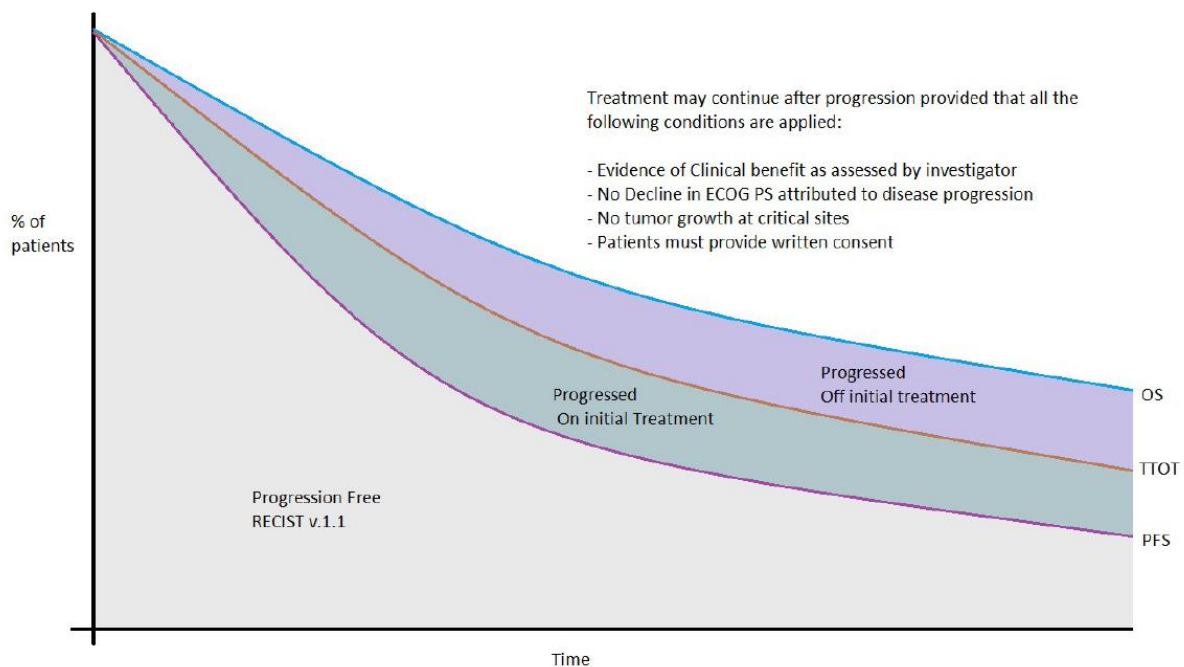 Treatment may continue after progression provided that all the
following conditions are applied:
- Evidence of Clinical benefit as assessed by investigator
- No Decline in ECOG PS attributed to disease progression
- No tumor growth at critical sites
- Patients must provide written consent
% of
patients
Progressed
Off initial treatment
Progressed
On initial Treatment
OS
TTOT
PFS
Progression Free
RECIST v.1.1
Time